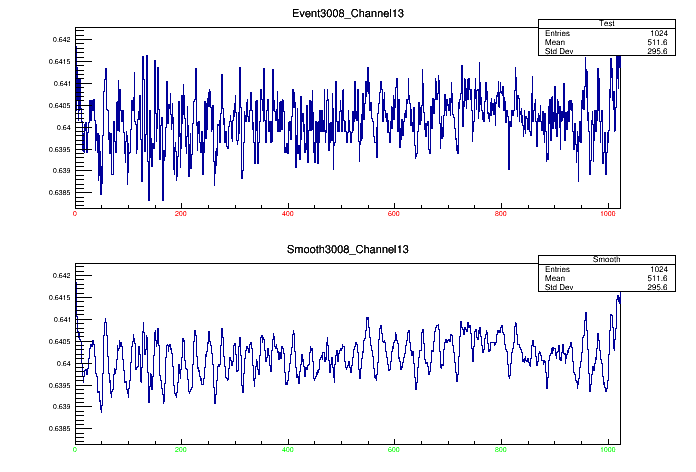 Event3008_Channel13
Test
Entries 1024
Mean 511.6
Std Dev 295.6
0.642
0.6415
0.641
0.6405
0.64
0.6395
0.639
0.6385
0 200 400 600 800 1000
Smooth3008_Channel13
Smooth
Entries 1024
Mean 511.6
Std Dev 295.6
0.642
0.6415
0.641
0.6405
0.64
0.6395
0.639
0.6385
0 200 400 600 800 1000